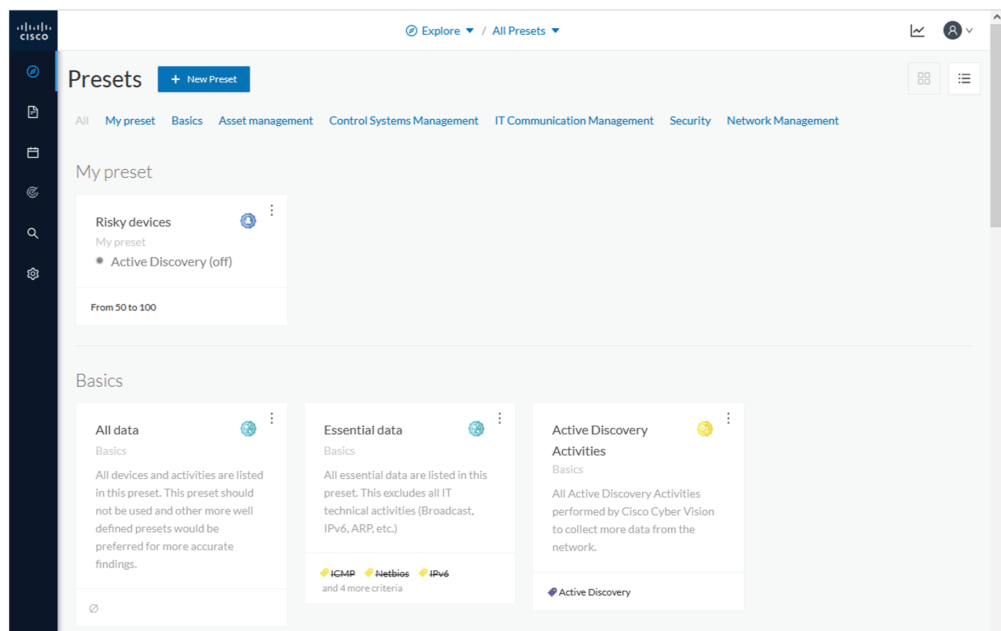 CISCO
Explore / All Presets
Presets
+ New Preset
All My preset Basics Asset management Control Systems Management IT Communication Management Security Network Management
My preset
Risky devices
My preset
Active Discovery (off)
From 50 to 100
Basics
All data
Basics
All devices and activities are listed
in this preset. This preset should
not be used and other more well
defined presets would be
preferred for more accurate
findings.
Essential data
Basics
All essential data are listed in this
preset. This excludes all IT
technical activities (Broadcast,
IPv6, ARP, etc.)
ICMP Netbios IPv6
and 4 more criteria
Active Discovery
Activities
Basics
All Active Discovery Activities
performed by Cisco Cyber Vision
to collect more data from the
network.
Active Discovery